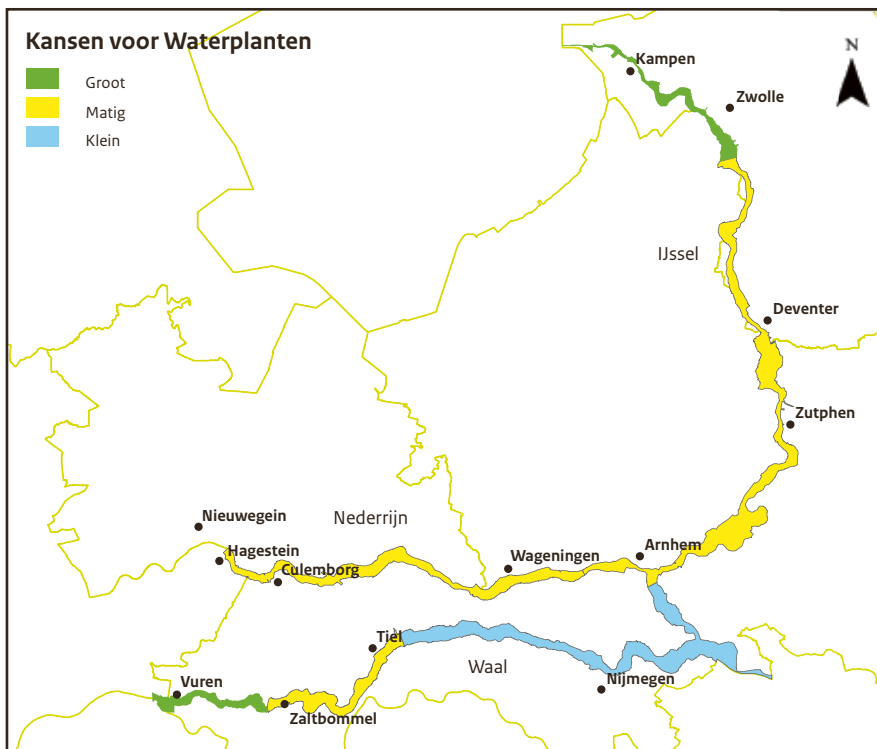 Kansen voor Waterplanten
Groot
Matig
Klein
N
Kampen
Zwolle
IJssel
Deventer
Zutphen
Nieuwegein
Nederrijn
Hagestein
Culemborg
Wageningen
Arnhem
Tiel
Waal
Nijmegen
Vuren
Zaltbommel